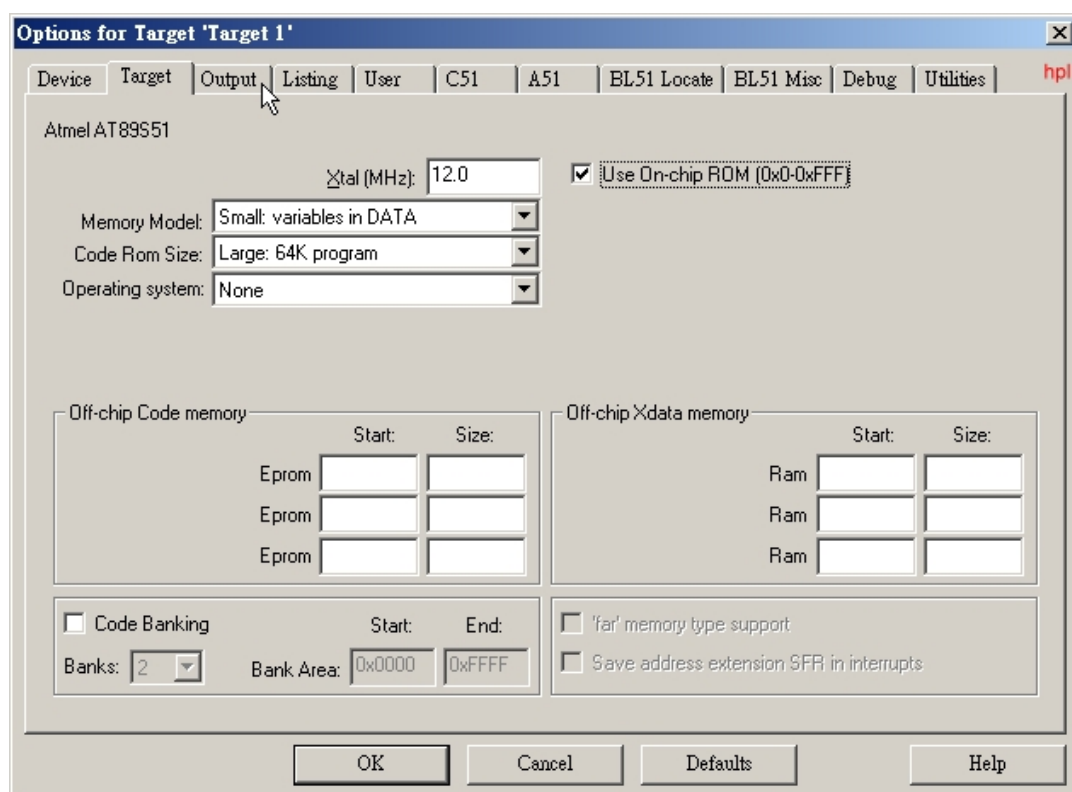 Options for Target 'Target 1'
Device Target Output Listing User C51 A51 BL51 Locate BL51 Misc Debug Utilities
hpl
Atmel AT89S51
Xtal (MHz): 12.0
Use On-chip ROM (0x0-0xFFF)
Memory Model: Small: variables in DATA
Code Rom Size: Large: 64K program
Operating system: None
Off-chip Code memory
Start: Size:
Eprom
Eprom
Eprom
Off-chip Xdata memory
Start: Size:
Ram
Ram
Ram
Code Banking Start: End:
Banks: 2 Bank Area: 0x0000 0xFFFF
'far' memory type support
Save address extension SFR in interrupts
OK Cancel Defaults Help